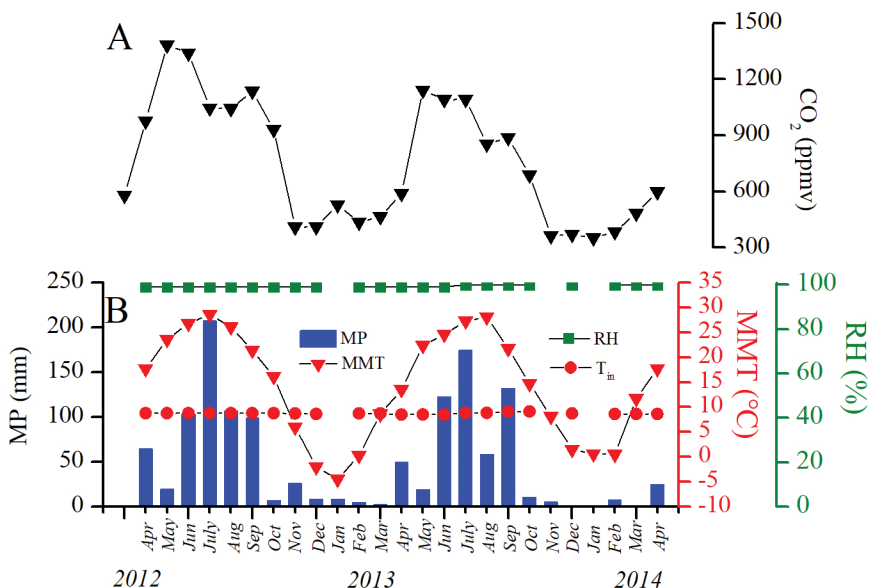 A
1500
1200
900
600
300
CO2 (ppmv)
B
250
200
150
100
50
0
MP (mm)
MP
MMT
RH
Tin
35
30
25
20
15
10
5
0
-5
-10
MMT (°C)
100
80
60
40
20
0
RH (%)
Apr May Jun July Aug Sep Oct Nov Dec Jan Feb Mar Apr May Jun July Aug Sep Oct Nov Dec Jan Feb Mar Apr
2012 2013 2014